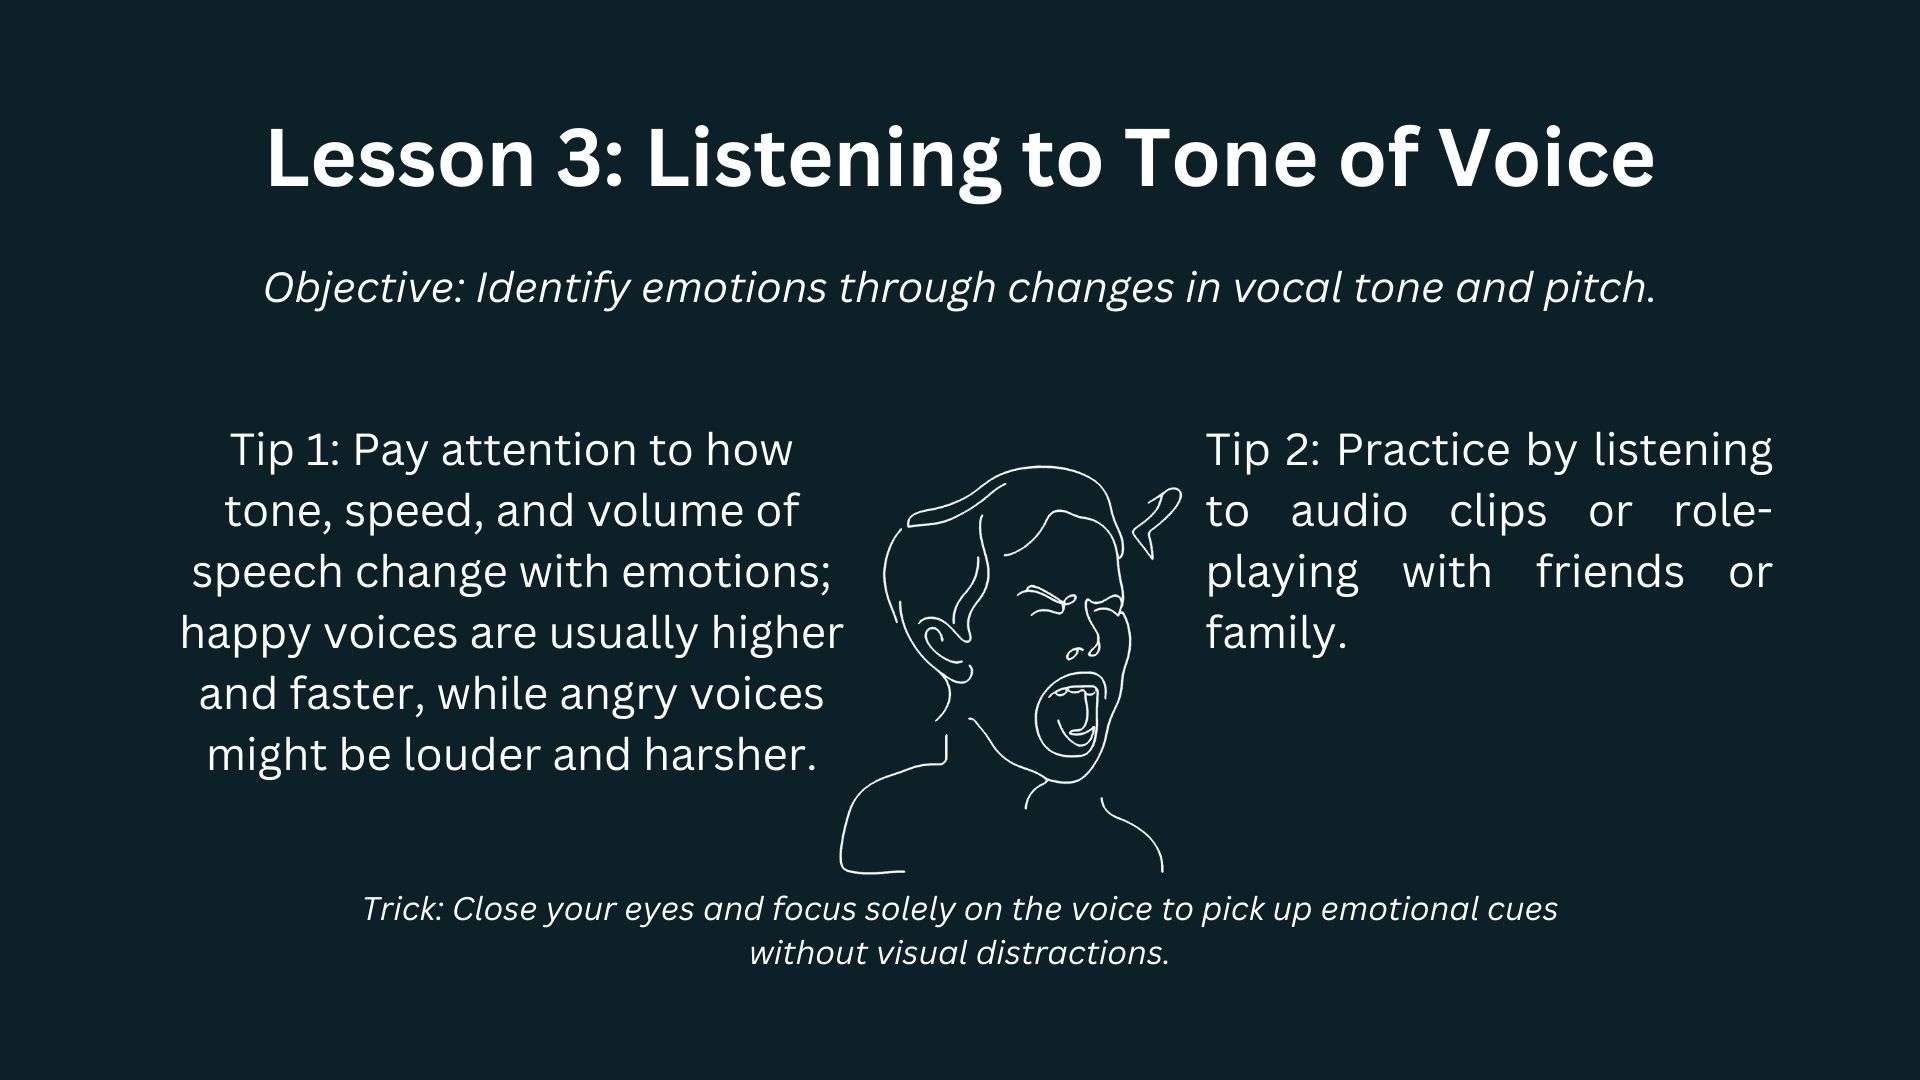 Lesson 3: Listening to Tone of Voice
Objective: Identify emotions through changes in vocal tone and pitch.
Tip 1: Pay attention to how
tone, speed, and volume of
speech change with emotions;
happy voices are usually higher
and faster, while angry voices
might be louder and harsher.
Tip 2: Practice by listening
to audio clips or role-
playing with friends or
family.
Trick: Close your eyes and focus solely on the voice to pick up emotional cues
without visual distractions.